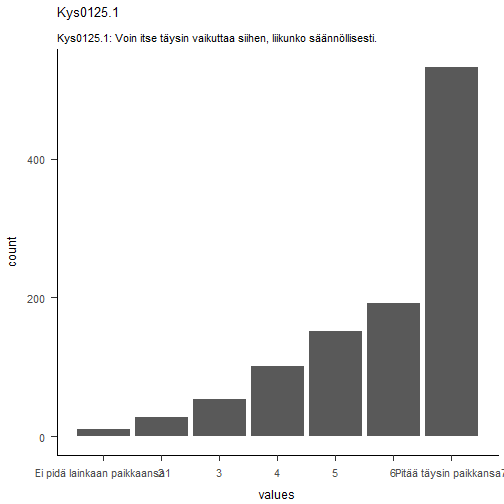 Kys0125.1
Kys0125.1: Voin itse täysin vaikuttaa siihen, liikunko säännöllisesti.
count
400
200
0
Ei pidä lainkaan paikkaansa1 2 3 4 5 6 Pitää täysin paikkansa7
values